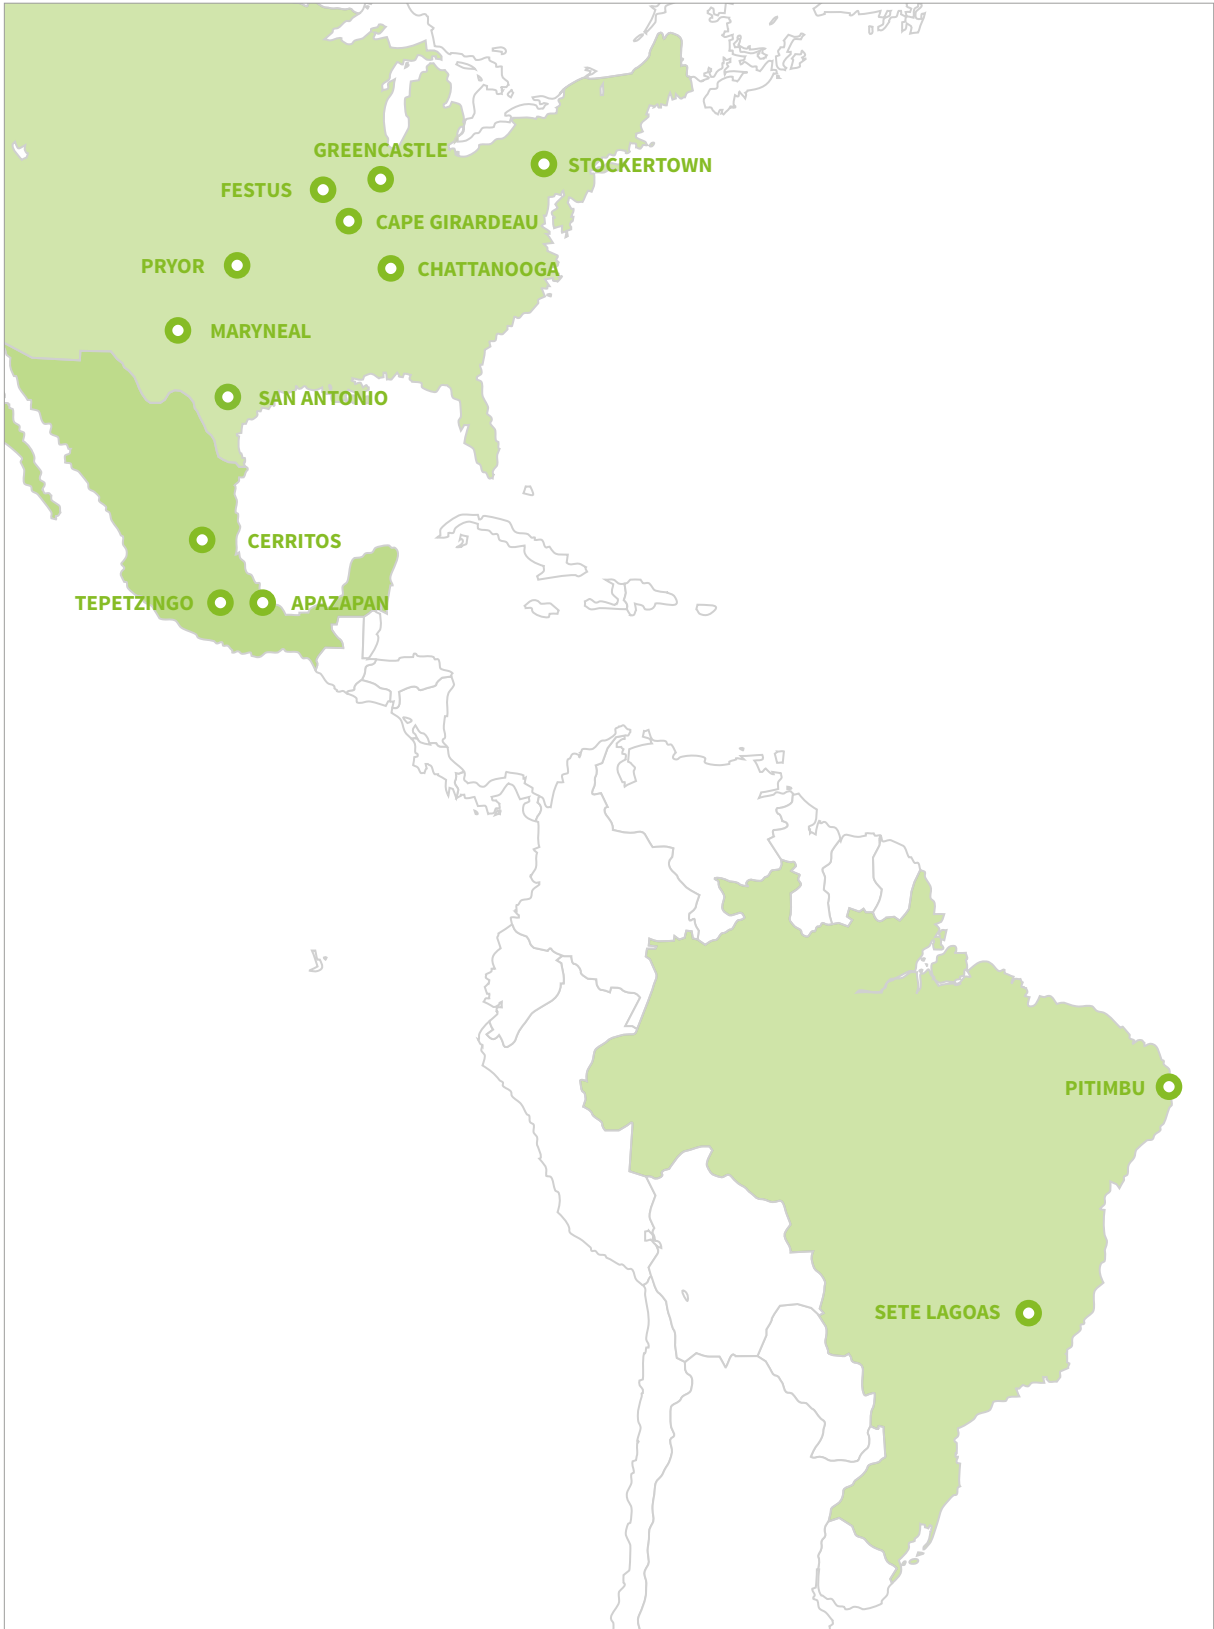 GREENCASTLE
STOCKERTOWN
FESTUS
CAPE GIRARDEAU
PRYOR
CHATTANOOGA
MARYNEAL
SAN ANTONIO
CERRITOS
TEPETZINGO
APAZAPAN
PITIMBU
SETE LAGOAS